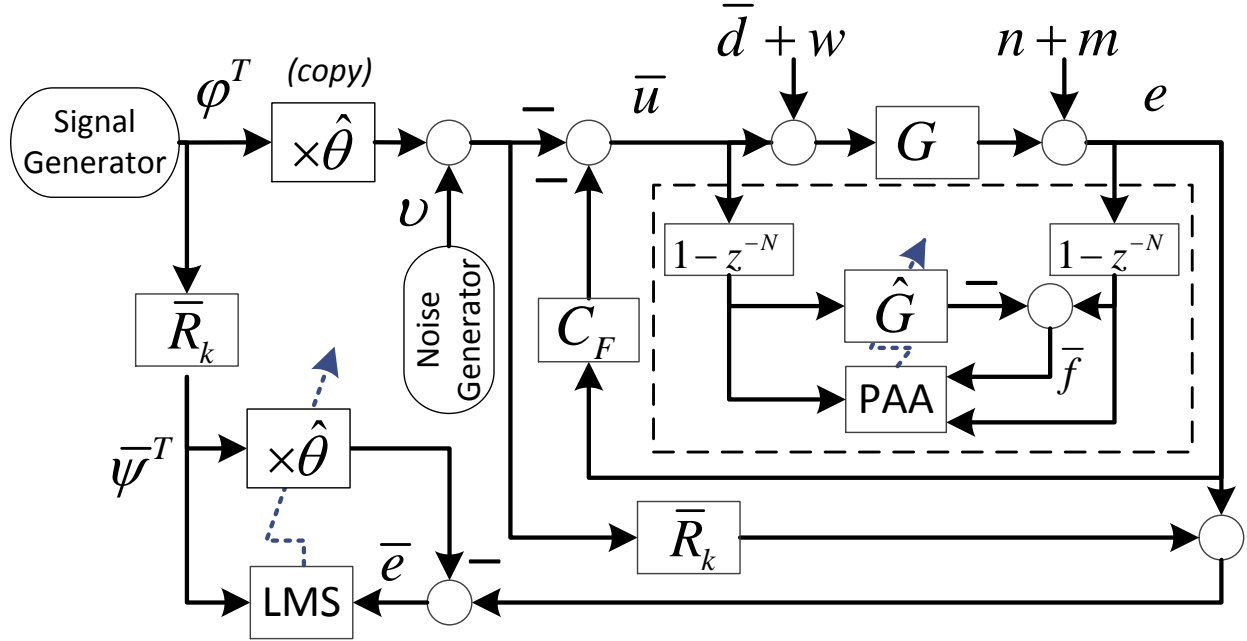 d̅ + w
n + m
Signal
Generator
φ^T
(copy)
×θ̂
−
u̅
G
e
−
υ
1 − z^{−N}
1 − z^{−N}
Noise
Generator
R̅_k
C_F
Ĝ
−
f̅
PAA
×θ̂
ψ̅^T
R̅_k
e̅
−
LMS